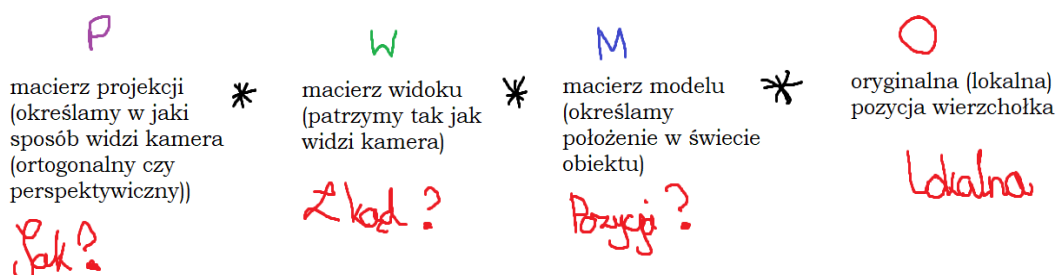 P
W
M
O
macierz projekcji
(określamy w jaki
sposób widzi kamera
(ortogonalny czy
perspektywiczny))
*
macierz widoku
(patrzymy tak jak
widzi kamera)
*
macierz modelu
(określamy
położenie w świecie
obiektu)
*
oryginalna (lokalna)
pozycja wierzchołka
Jak?
Z kąd?
Pozycji?
Lokalna